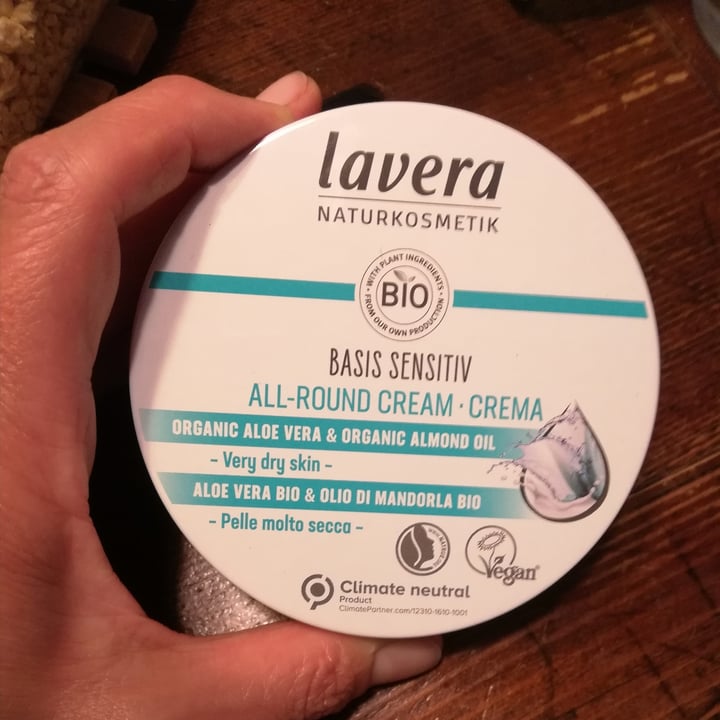 lavera
NATURKOSMETIK
WITH PLANT INGREDIENTS
BIO
FROM OUR OWN PRODUCTION
BASIS SENSITIV
ALL-ROUND CREAM · CREMA
ORGANIC ALOE VERA & ORGANIC ALMOND OIL
– Very dry skin –
ALOE VERA BIO & OLIO DI MANDORLA BIO
– Pelle molto secca –
Vegan
Climate neutral
Product
ClimatePartner.com/12310-1610-1001